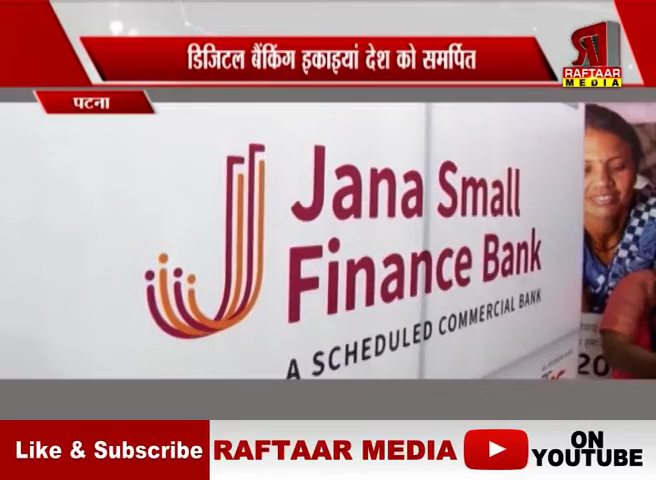 डिजिटल बैंकिंग इकाइयां देश को समर्पित
RAFTAAR
MEDIA
पटना
Jana Small
Finance Bank
A SCHEDULED COMMERCIAL BANK
20
Like & Subscribe RAFTAAR MEDIA ON
YOUTUBE